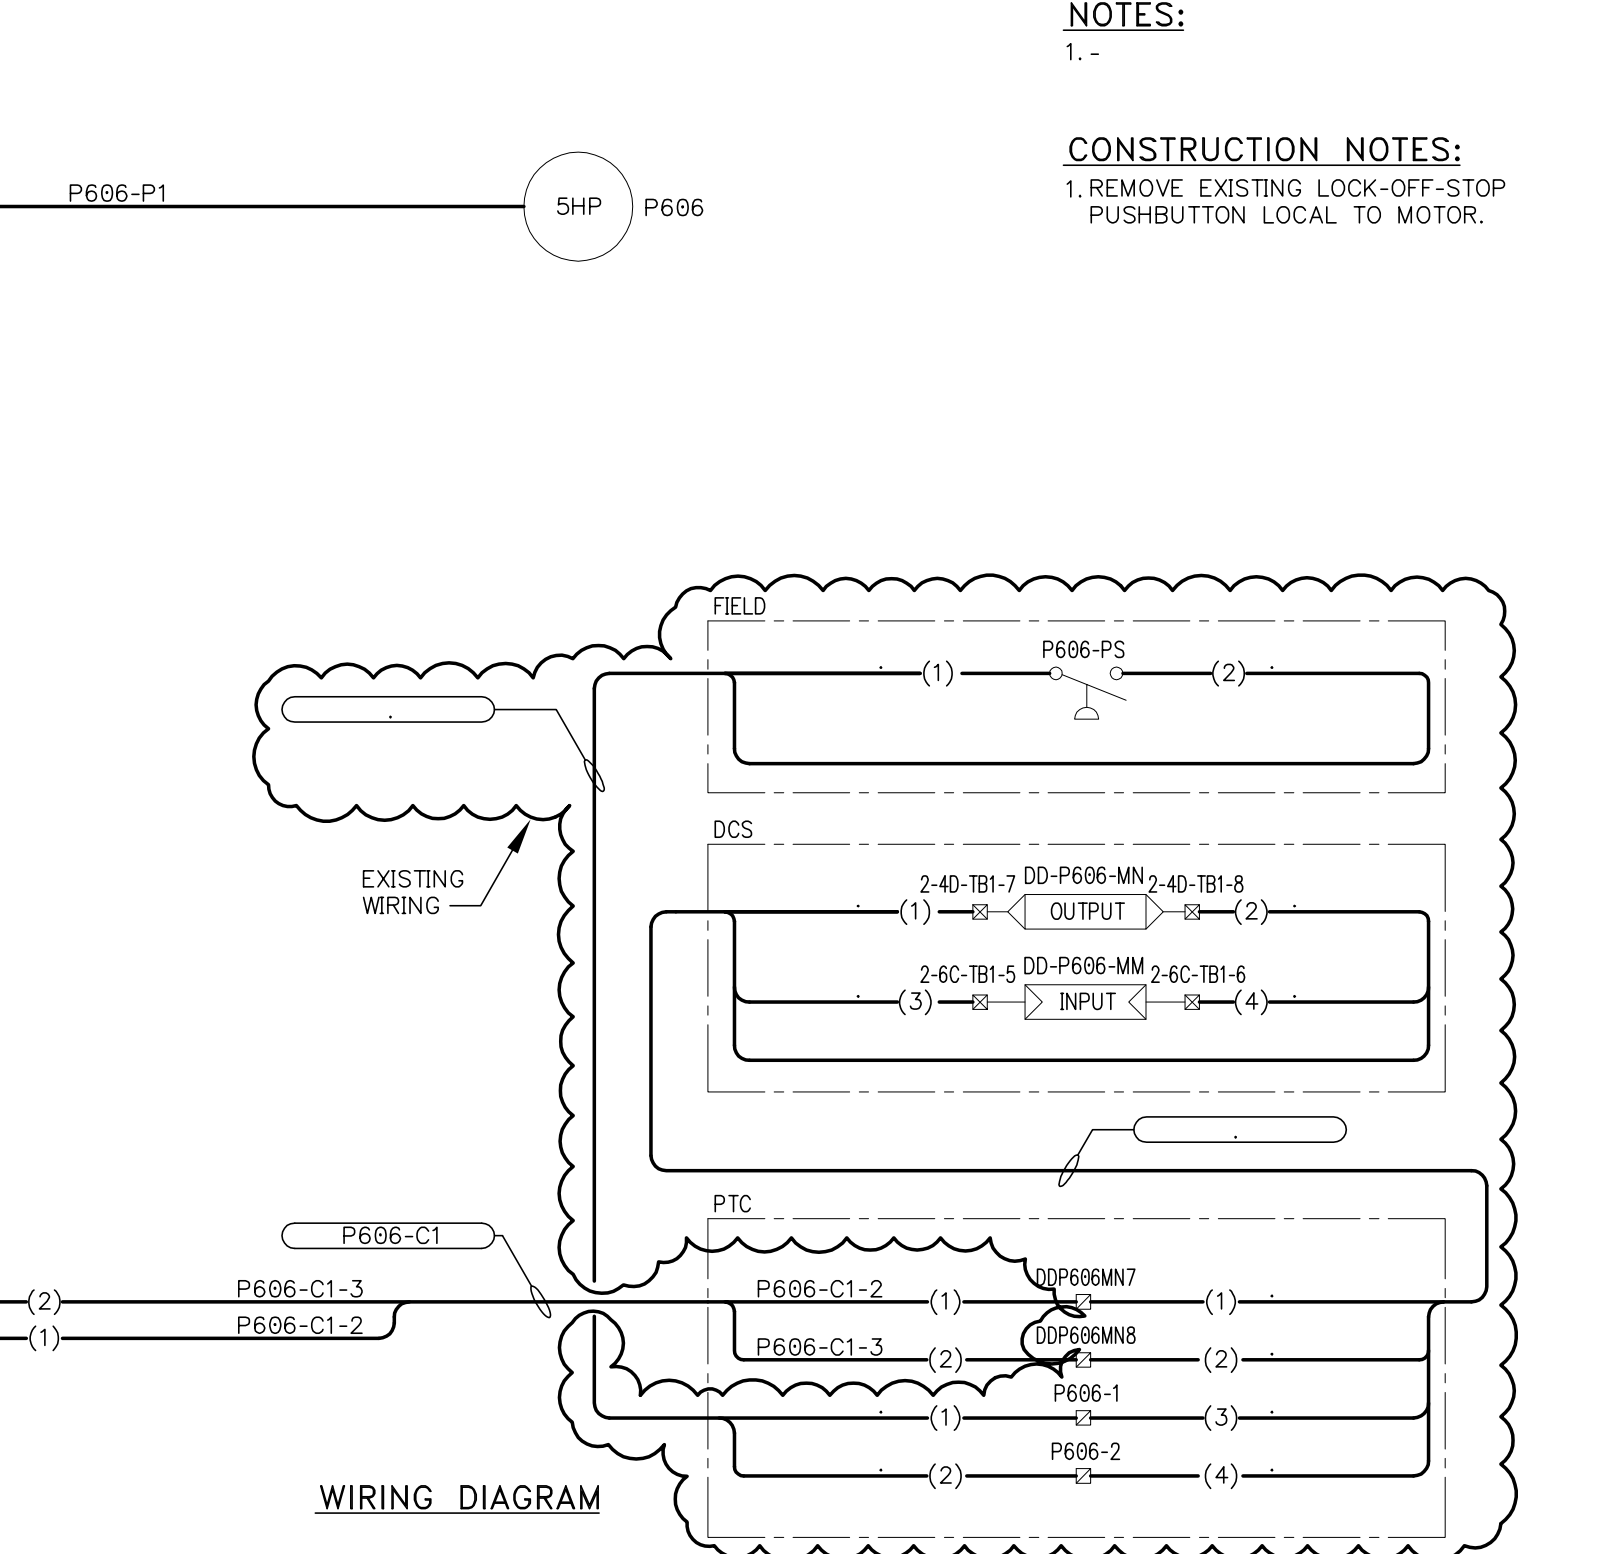 NOTES:
1. -
CONSTRUCTION NOTES:
1. REMOVE EXISTING LOCK-OFF-STOP
PUSHBUTTON LOCAL TO MOTOR.
P606-P1
5HP
P606
FIELD
P606-PS
(1)
(2)
EXISTING
WIRING
DCS
2-4D-TB1-7
DD-P606-MN
2-4D-TB1-8
(1)
OUTPUT
(2)
2-6C-TB1-5
DD-P606-MM
2-6C-TB1-6
(3)
INPUT
(4)
PTC
P606-C1
(2)
P606-C1-3
P606-C1-2
(1)
DDP606MN7
(1)
(1)
P606-C1-2
P606-C1-3
(2)
DDP606MN8
(2)
(1)
P606-1
(3)
(2)
P606-2
(4)
WIRING DIAGRAM